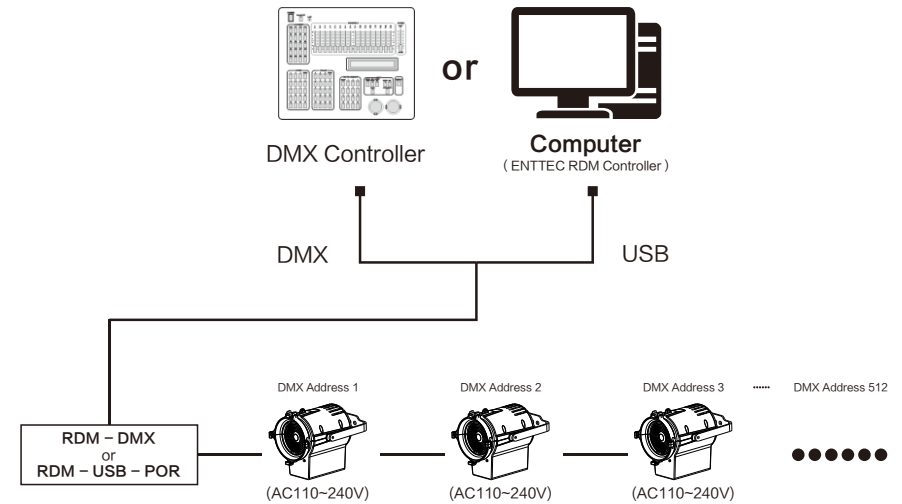 or
DMX Controller
Computer
( ENTTEC RDM Controller )
DMX
USB
DMX Address 1
DMX Address 2
DMX Address 3
······
DMX Address 512
RDM – DMX
or
RDM – USB – POR
(AC110~240V)
(AC110~240V)
(AC110~240V)